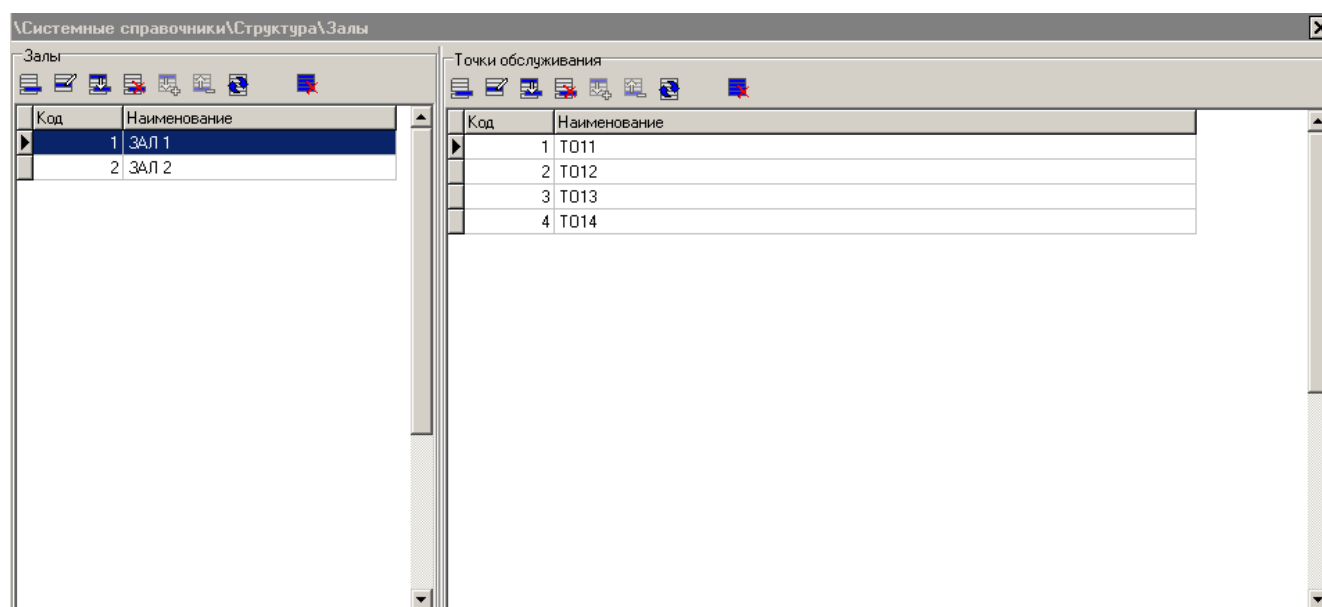 \Системные справочники\Структура\Залы
Залы
Код Наименование
1 ЗАЛ 1
2 ЗАЛ 2
Точки обслуживания
Код Наименование
1 ТО11
2 ТО12
3 ТО13
4 ТО14